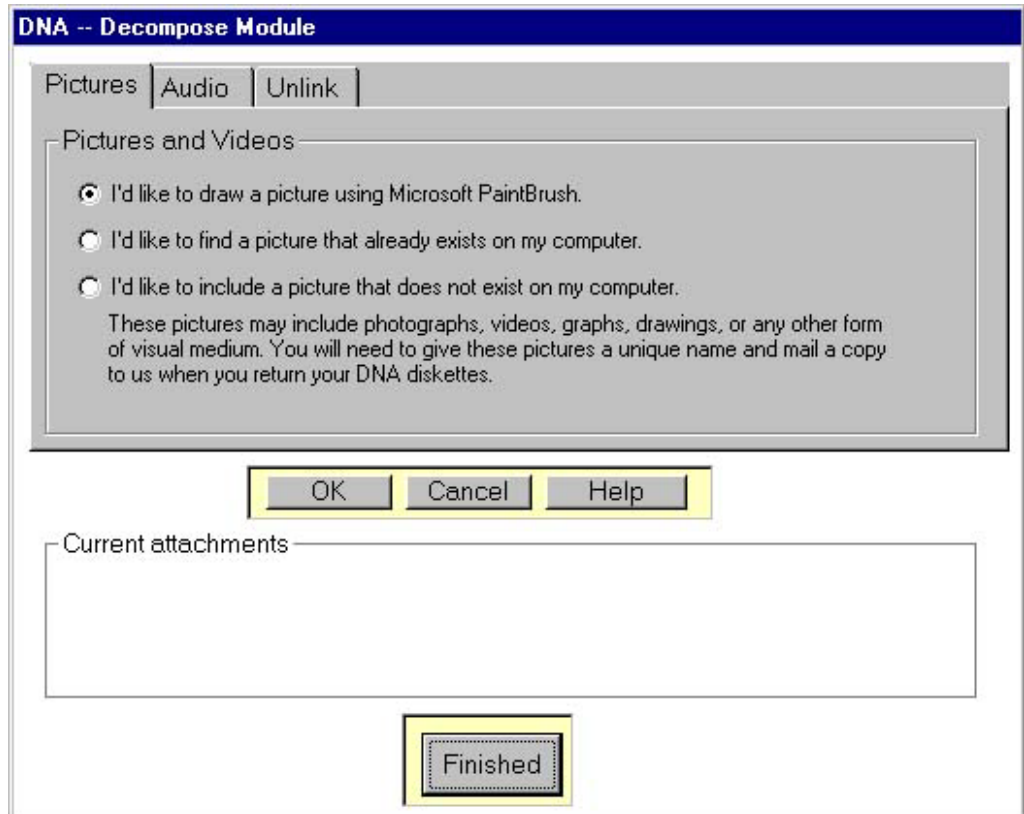 DNA -- Decompose Module
Pictures Audio Unlink
Pictures and Videos
I'd like to draw a picture using Microsoft PaintBrush.
I'd like to find a picture that already exists on my computer.
I'd like to include a picture that does not exist on my computer.
These pictures may include photographs, videos, graphs, drawings, or any other form
of visual medium. You will need to give these pictures a unique name and mail a copy
to us when you return your DNA diskettes.
OK Cancel Help
Current attachments
Finished